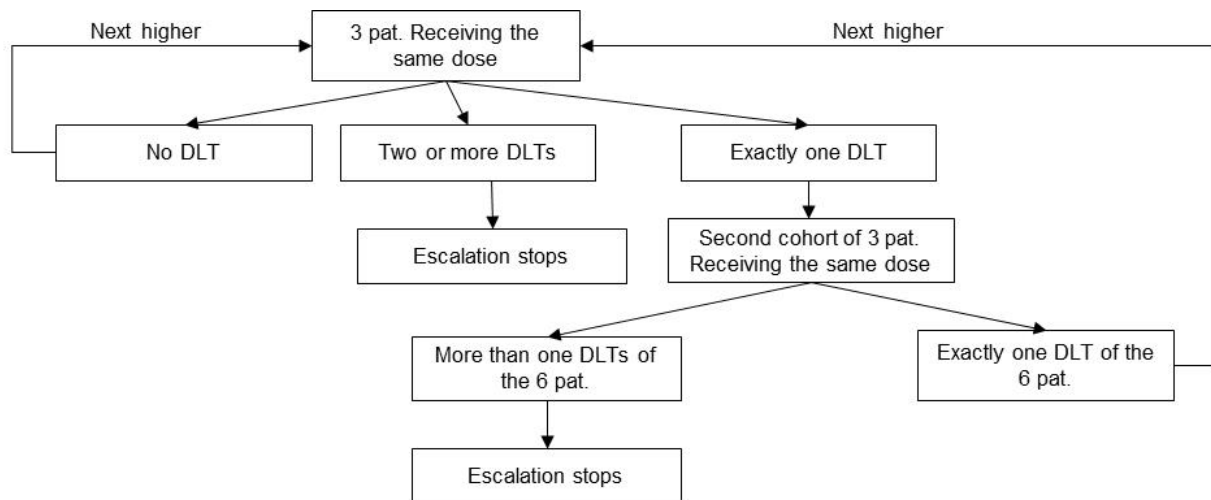 Next higher
3 pat. Receiving the
same dose
Next higher
No DLT
Two or more DLTs
Exactly one DLT
Escalation stops
Second cohort of 3 pat.
Receiving the same dose
More than one DLTs of
the 6 pat.
Exactly one DLT of the
6 pat.
Escalation stops